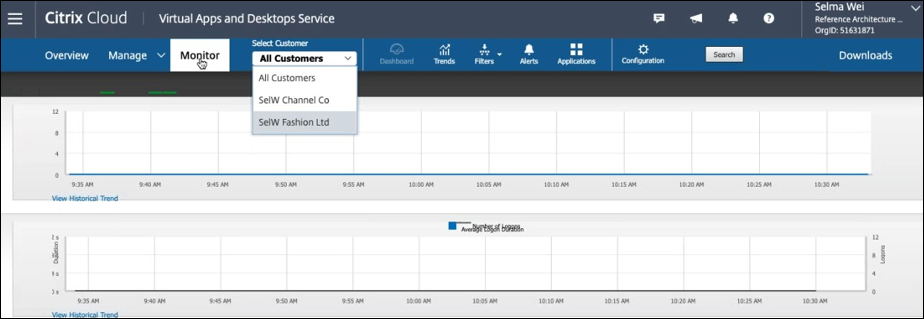 Citrix Cloud
Virtual Apps and Desktops Service
Selma Wei
Reference Architecture ...
OrgID: 51631871
Overview
Manage
Monitor
Select Customer
All Customers
All Customers
SelW Channel Co
SelW Fashion Ltd
Dashboard
Trends
Filters
Alerts
Applications
Configuration
Search
Downloads
12
8
4
0
9:35 AM 9:40 AM 9:45 AM 9:50 AM 9:55 AM 10:00 AM 10:05 AM 10:10 AM 10:15 AM 10:20 AM 10:25 AM 10:30 AM
View Historical Trend
Number of Logons
Average Logon Duration
Duration
2 s
8 s
4 s
0 s
12
8
4
0
Logons
9:35 AM 9:40 AM 9:45 AM 9:50 AM 9:55 AM 10:00 AM 10:05 AM 10:10 AM 10:15 AM 10:20 AM 10:25 AM 10:30 AM
View Historical Trend